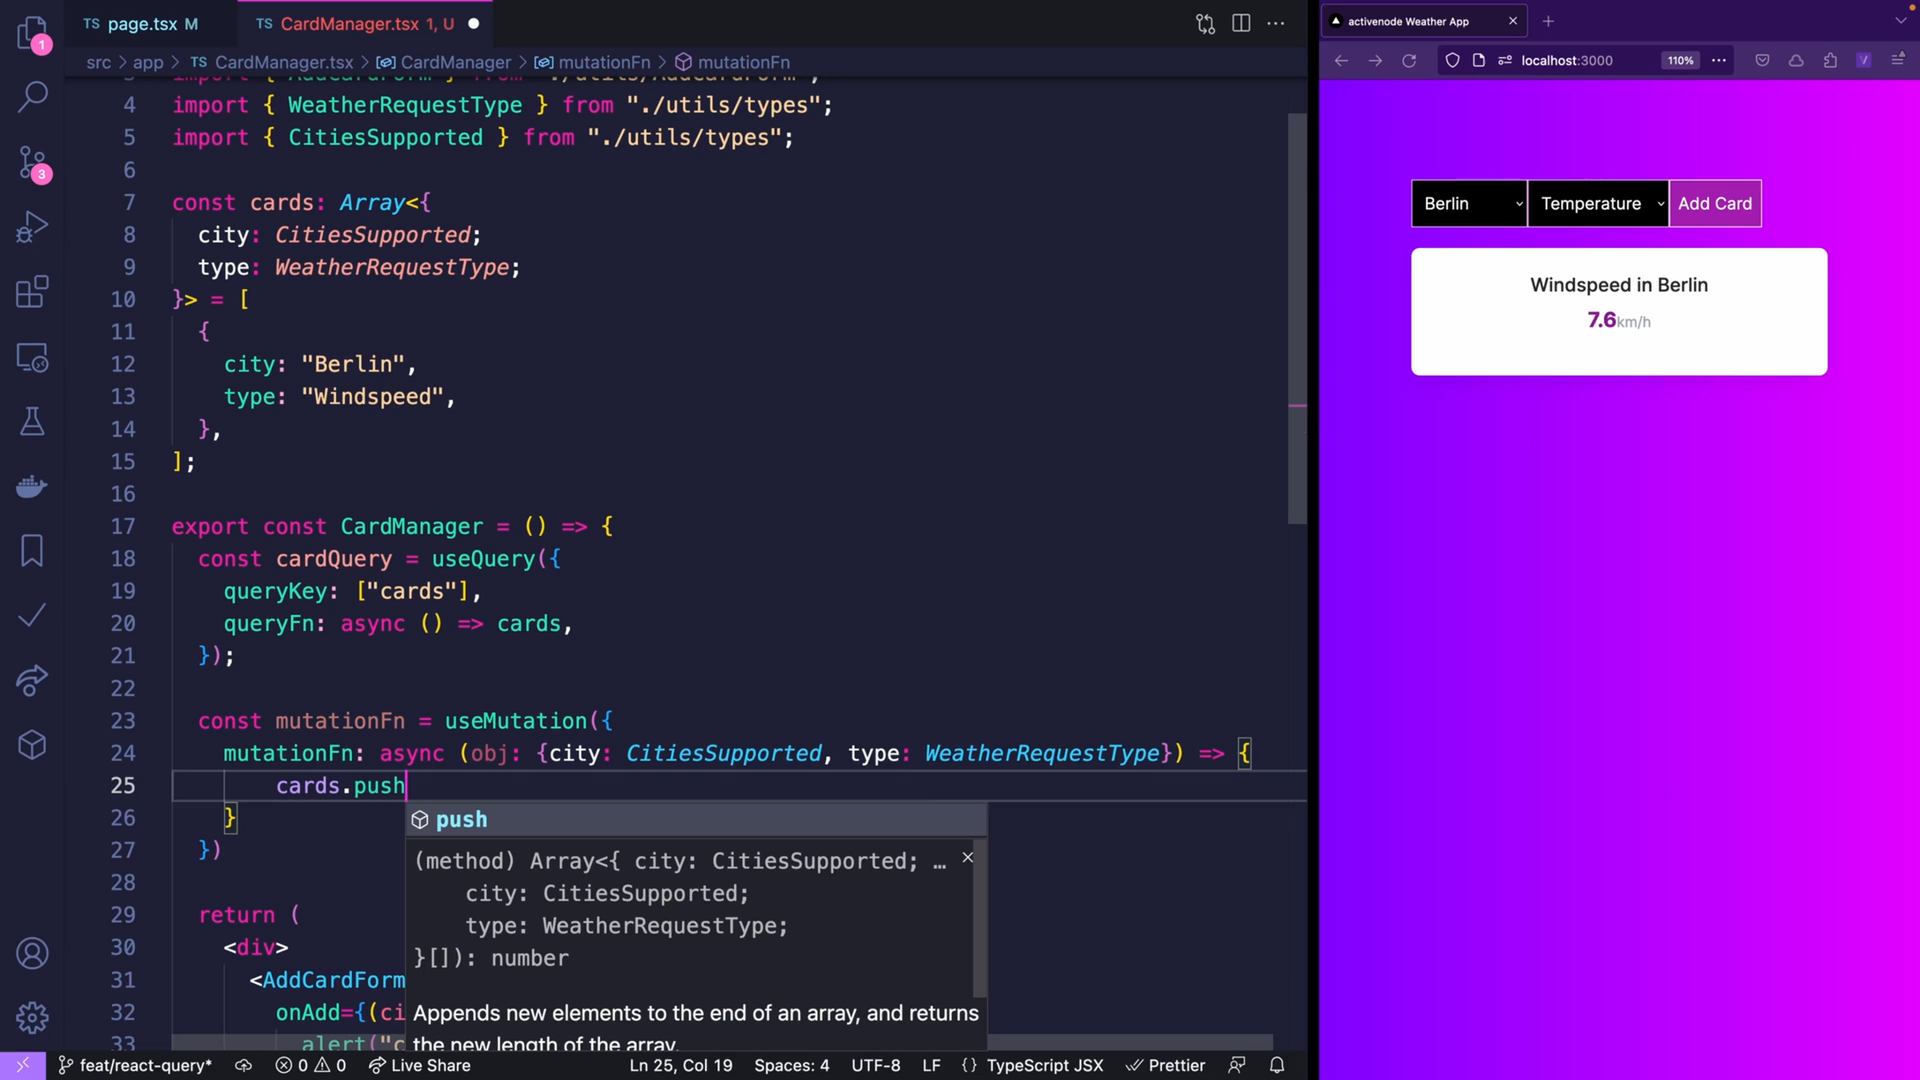 TS page.tsx M
TS CardManager.tsx 1, U
src > app > TS CardManager.tsx > CardManager > mutationFn > mutationFn
3 import { AddCardForm } from "./utils/AddCardForm";
4 import { WeatherRequestType } from "./utils/types";
5 import { CitiesSupported } from "./utils/types";
6
7 const cards: Array<{
8 city: CitiesSupported;
9 type: WeatherRequestType;
10 }> = [
11 {
12 city: "Berlin",
13 type: "Windspeed",
14 },
15 ];
16
17 export const CardManager = () => {
18 const cardQuery = useQuery({
19 queryKey: ["cards"],
20 queryFn: async () => cards,
21 });
22
23 const mutationFn = useMutation({
24 mutationFn: async (obj: {city: CitiesSupported, type: WeatherRequestType}) => {
25 cards.push
26 }
27 })
28
29 return (
30 <div>
31 <AddCardForm
32 onAdd={(ci
33 alert("c
push
(method) Array<{ city: CitiesSupported; …
city: CitiesSupported;
type: WeatherRequestType;
}[]): number
Appends new elements to the end of an array, and returns
the new length of the array.
1
3
feat/react-query*
0 0
Live Share
Ln 25, Col 19
Spaces: 4
UTF-8
LF
{} TypeScript JSX
Prettier
activenode Weather App
localhost:3000
110%
V
Berlin
Temperature
Add Card
Windspeed in Berlin
7.6km/h